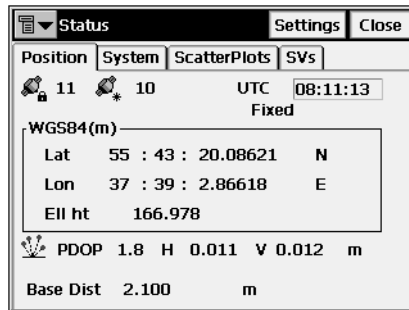 Status Settings Close
Position System ScatterPlots SVs
11 10 UTC 08:11:13
Fixed
WGS84(m)
Lat 55 : 43 : 20.08621 N
Lon 37 : 39 : 2.86618 E
Ell ht 166.978
PDOP 1.8 H 0.011 V 0.012 m
Base Dist 2.100 m